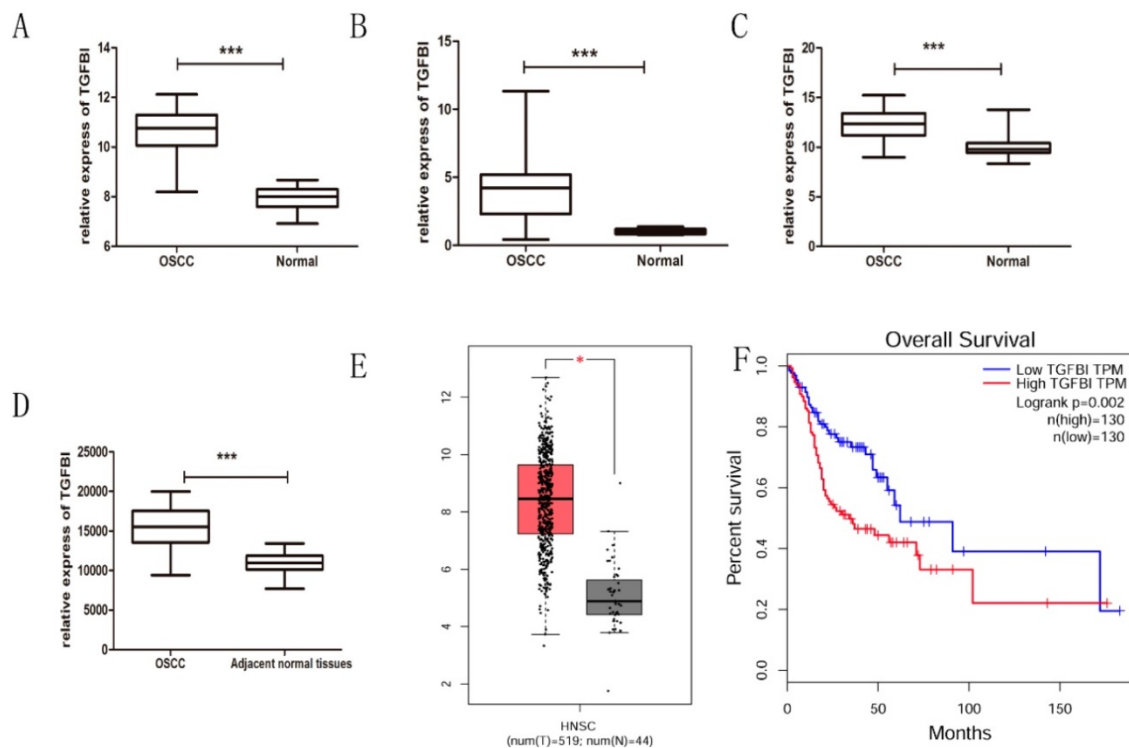 A
relative express of TGFBI
14
12
10
8
6
***
OSCC
Normal
B
relative express of TGFBI
15
10
5
0
***
OSCC
Normal
C
relative express of TGFBI
20
15
10
5
0
***
OSCC
Normal
D
relative express of TGFBI
25000
20000
15000
10000
5000
0
***
OSCC
Adjacent normal tissues
E
12
10
8
6
4
2
*
HNSC
(num(T)=519; num(N)=44)
F
Overall Survival
Low TGFBI TPM
High TGFBI TPM
Logrank p=0.002
n(high)=130
n(low)=130
Percent survival
1.0
0.8
0.6
0.4
0.2
0.0
0
50
100
150
Months